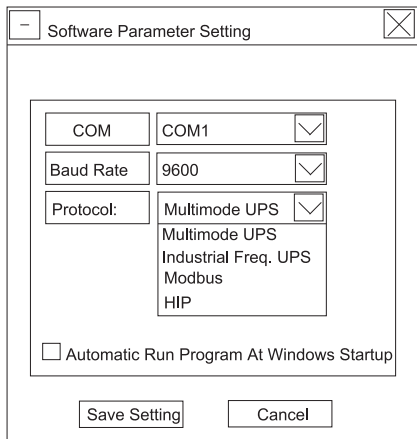 Software Parameter Setting
COM COM1
Baud Rate 9600
Protocol: Multimode UPS
Multimode UPS
Industrial Freq. UPS
Modbus
HIP
Automatic Run Program At Windows Startup
Save Setting Cancel